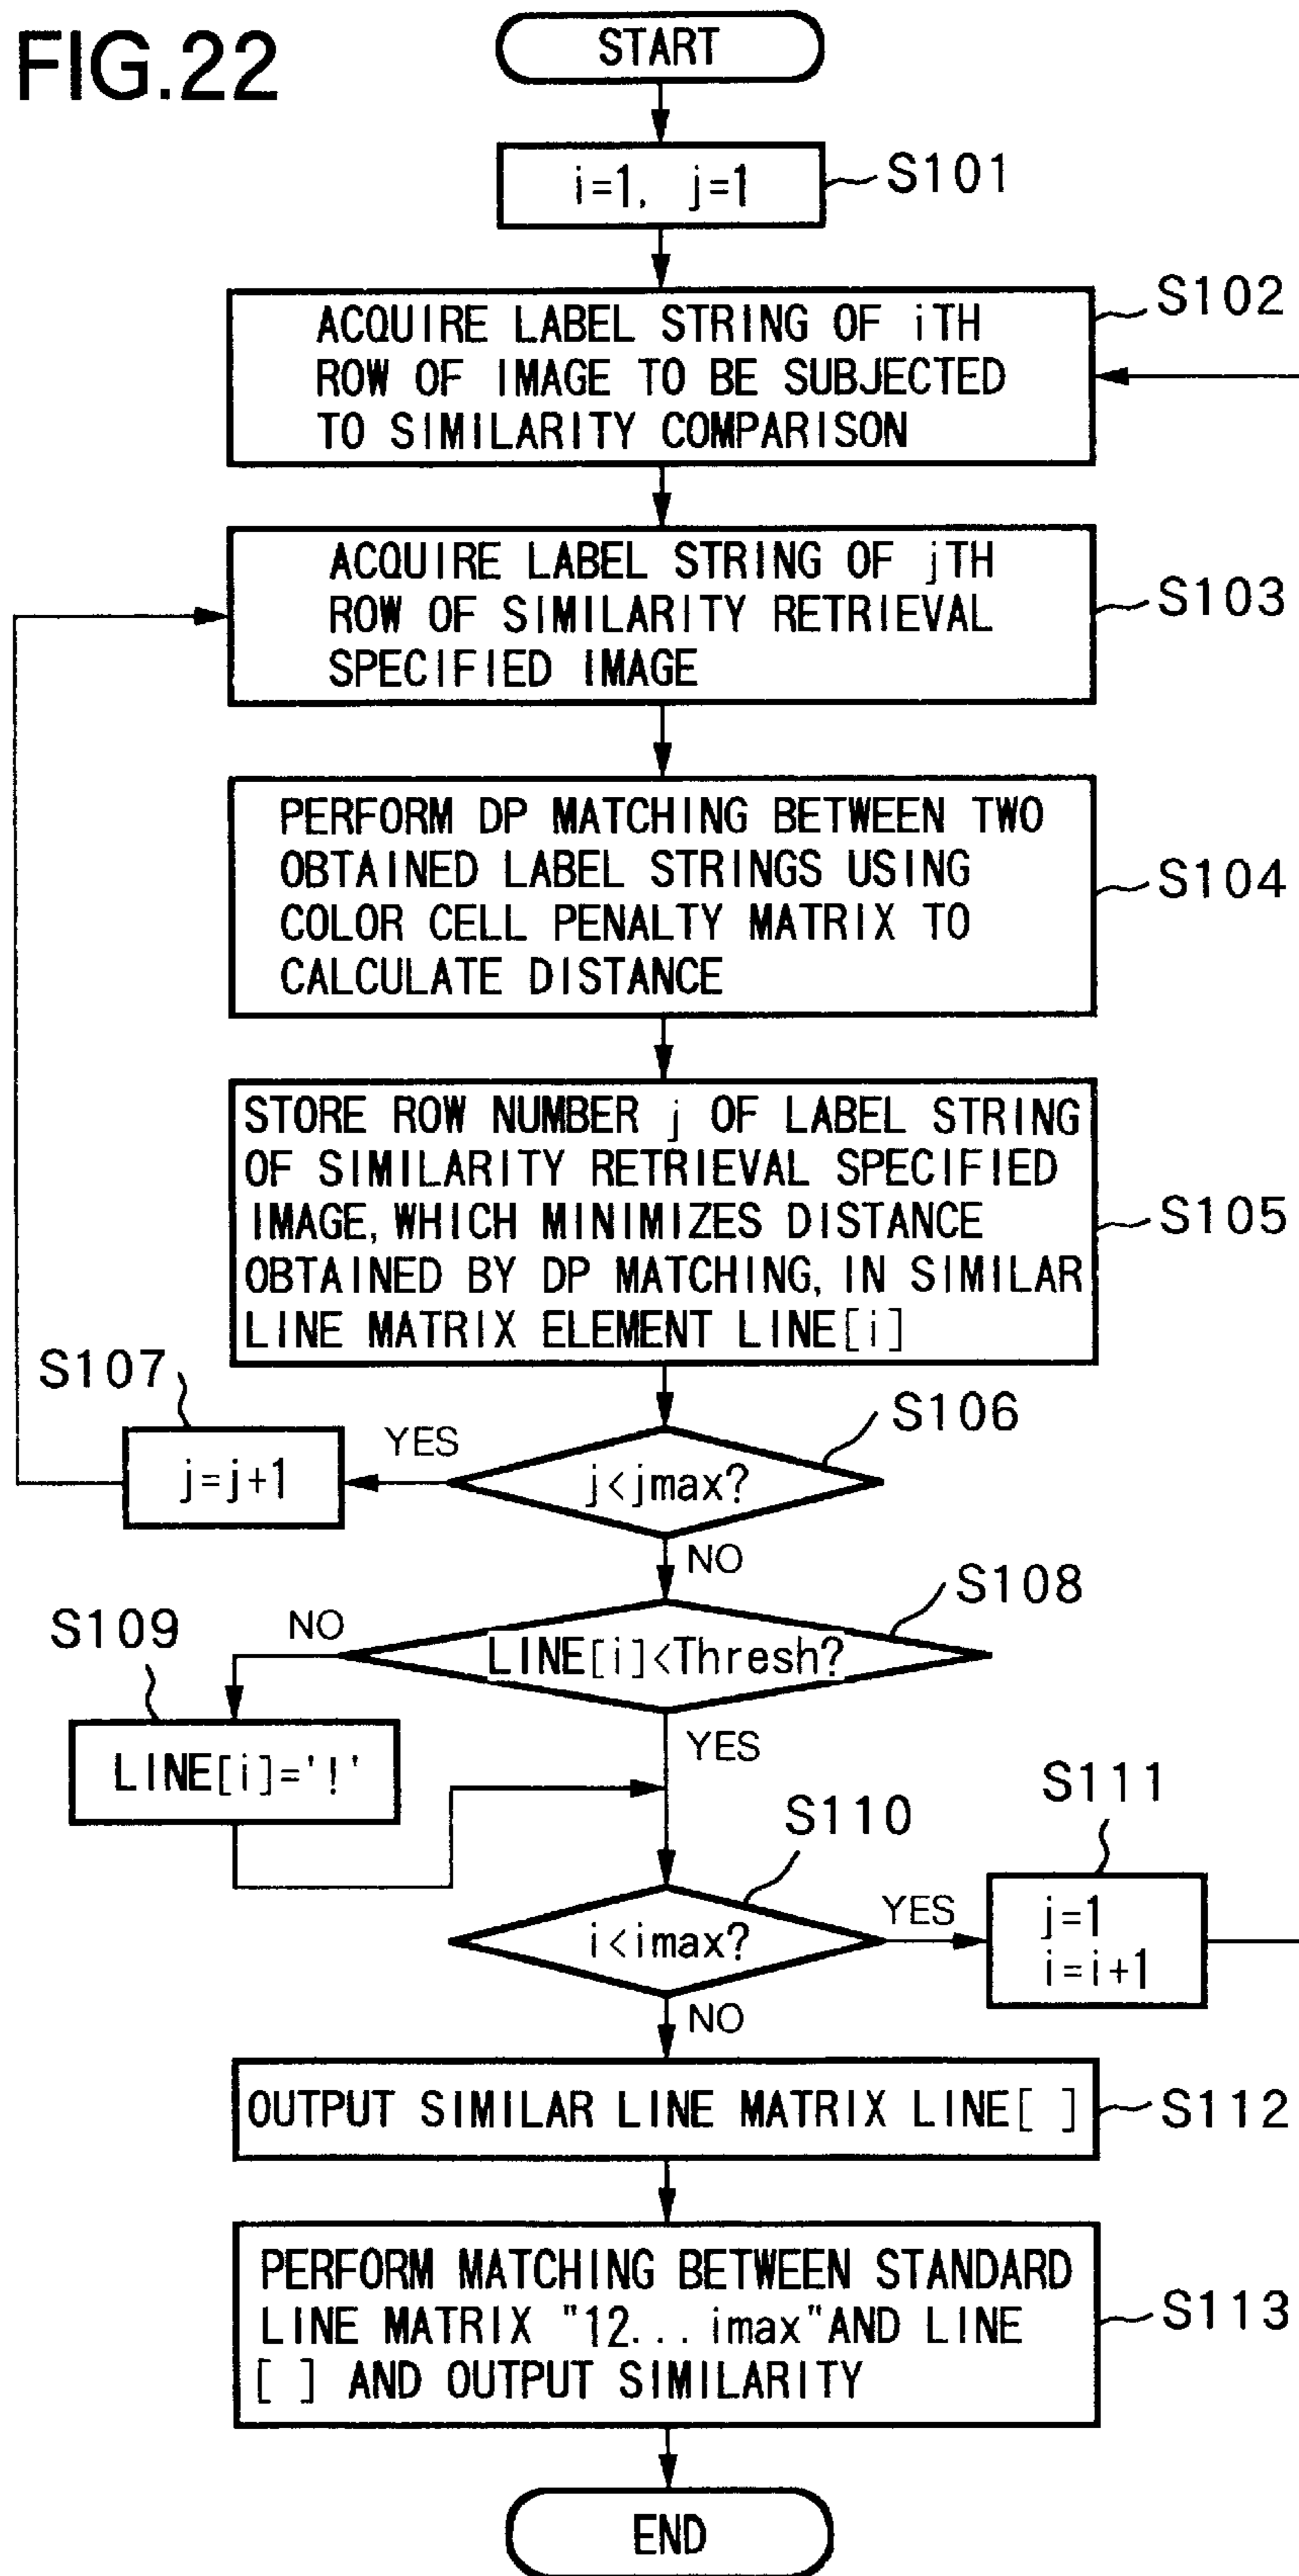 FIG.22
START
i=1, j=1
S101
ACQUIRE LABEL STRING OF iTH
ROW OF IMAGE TO BE SUBJECTED
TO SIMILARITY COMPARISON
S102
ACQUIRE LABEL STRING OF jTH
ROW OF SIMILARITY RETRIEVAL
SPECIFIED IMAGE
S103
PERFORM DP MATCHING BETWEEN TWO
OBTAINED LABEL STRINGS USING
COLOR CELL PENALTY MATRIX TO
CALCULATE DISTANCE
S104
STORE ROW NUMBER j OF LABEL STRING
OF SIMILARITY RETRIEVAL SPECIFIED
IMAGE, WHICH MINIMIZES DISTANCE
OBTAINED BY DP MATCHING, IN SIMILAR
LINE MATRIX ELEMENT LINE[i]
S105
S106
j<jmax?
YES
S107
j=j+1
NO
S108
LINE[i]<Thresh?
NO
S109
LINE[i]='!'
YES
S110
i<imax?
YES
S111
j=1
i=i+1
NO
OUTPUT SIMILAR LINE MATRIX LINE[ ]
S112
PERFORM MATCHING BETWEEN STANDARD
LINE MATRIX "12... imax"AND LINE
[ ] AND OUTPUT SIMILARITY
S113
END